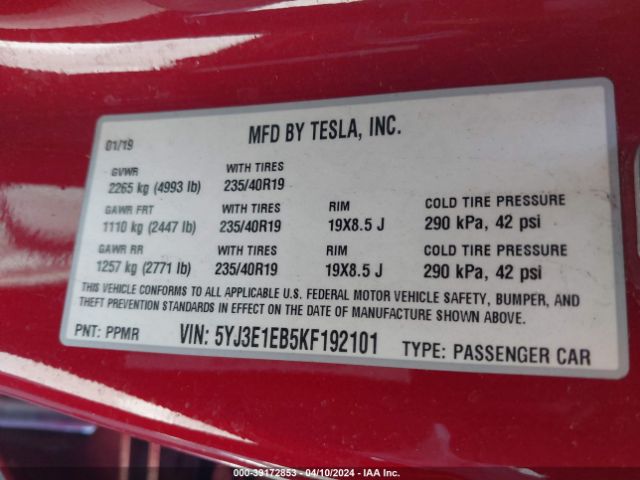 MFD BY TESLA, INC.
01/19
GVWR WITH TIRES
2265 kg (4993 lb) 235/40R19
GAWR FRT WITH TIRES RIM COLD TIRE PRESSURE
1110 kg (2447 lb) 235/40R19 19X8.5 J 290 kPa, 42 psi
GAWR RR WITH TIRES RIM COLD TIRE PRESSURE
1257 kg (2771 lb) 235/40R19 19X8.5 J 290 kPa, 42 psi
THIS VEHICLE CONFORMS TO ALL APPLICABLE U.S. FEDERAL MOTOR VEHICLE SAFETY, BUMPER, AND
THEFT PREVENTION STANDARDS IN EFFECT ON THE DATE OF MANUFACTURE SHOWN ABOVE.
PNT: PPMR VIN: 5YJ3E1EB5KF192101 TYPE: PASSENGER CAR
000-39172853 - 04/10/2024 - IAA Inc.